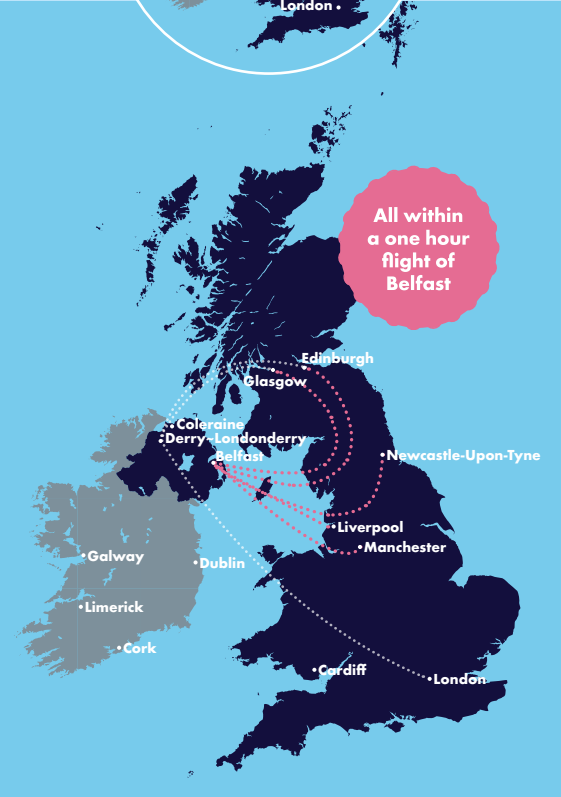 London
All within
a one hour
flight of
Belfast
Edinburgh
Glasgow
Coleraine
Derry~Londonderry
Belfast
Newcastle-Upon-Tyne
Liverpool
Manchester
Galway
Dublin
Limerick
Cork
Cardiff
London